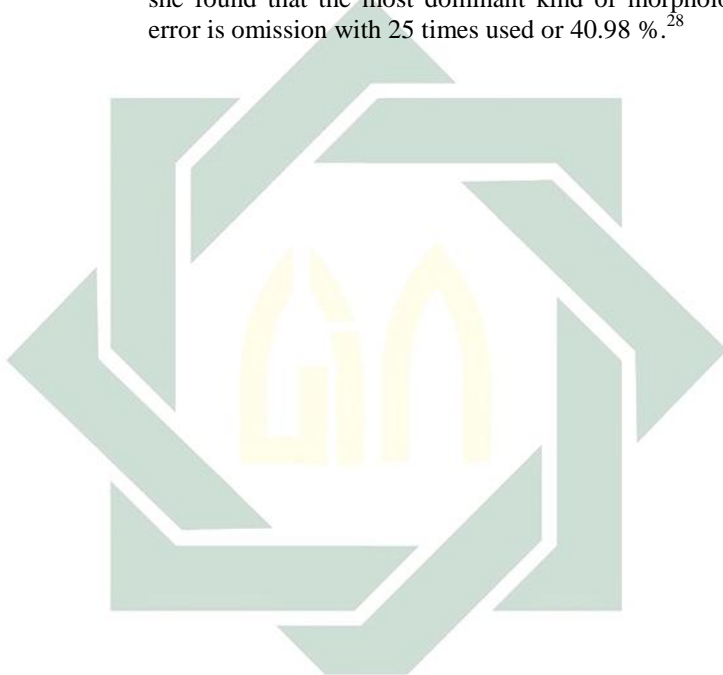 she found that the most dominant kind of
error is omission with 25 times used or 40.98 %.28